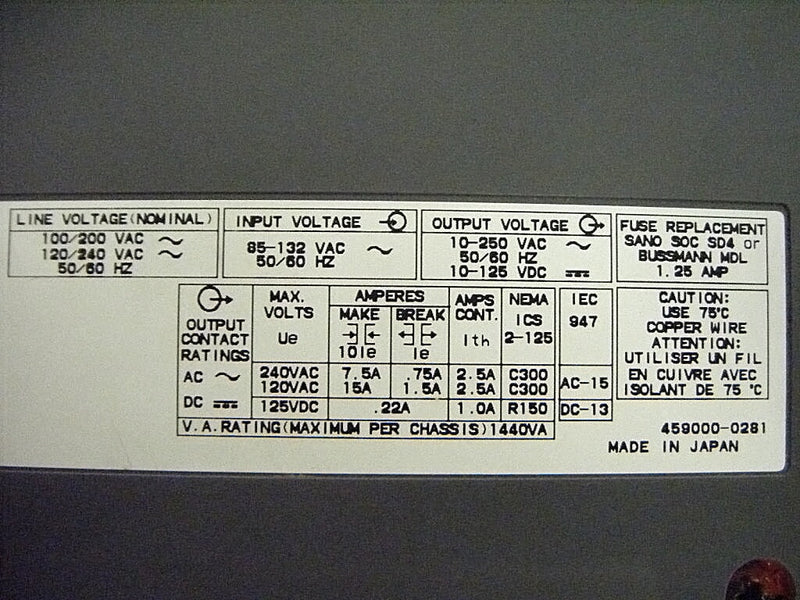 LINE VOLTAGE(NOMINAL)
100/200 VAC
120/240 VAC
50/60 HZ
INPUT VOLTAGE
85-132 VAC
50/60 HZ
OUTPUT VOLTAGE
10-250 VAC
50/60 HZ
10-125 VDC
FUSE REPLACEMENT
SANO SOC SD4 or
BUSSMANN MDL
1.25 AMP
OUTPUT
CONTACT
RATINGS
MAX.
VOLTS
Ue
AMPERES
MAKE
10Ie
BREAK
Ie
AMPS
CONT.
Ith
NEMA
ICS
2-125
IEC
947
AC
240VAC 7.5A .75A 2.5A C300
120VAC 15A 1.5A 2.5A C300
AC-15
DC 125VDC .22A 1.0A R150 DC-13
V.A.RATING(MAXIMUM PER CHASSIS)1440VA
CAUTION:
USE 75°C
COPPER WIRE
ATTENTION:
UTILISER UN FIL
EN CUIVRE AVEC
ISOLANT DE 75 °C
459000-0281
MADE IN JAPAN